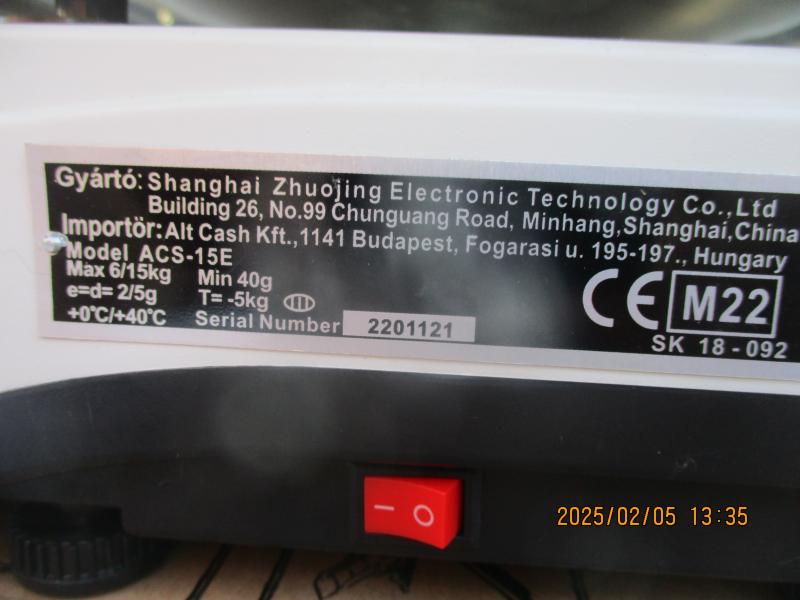 Gyártó: Shanghai Zhuojing Electronic Technology Co.,Ltd
Building 26, No.99 Chunguang Road, Minhang,Shanghai,China
Importör: Alt Cash Kft.,1141 Budapest, Fogarasi u. 195-197., Hungary
Model ACS-15E
Max 6/15kg Min 40g
e=d= 2/5g T= -5kg III
+0°C/+40°C Serial Number 2201121
CE M22
SK 18-092
2025/02/05 13:35